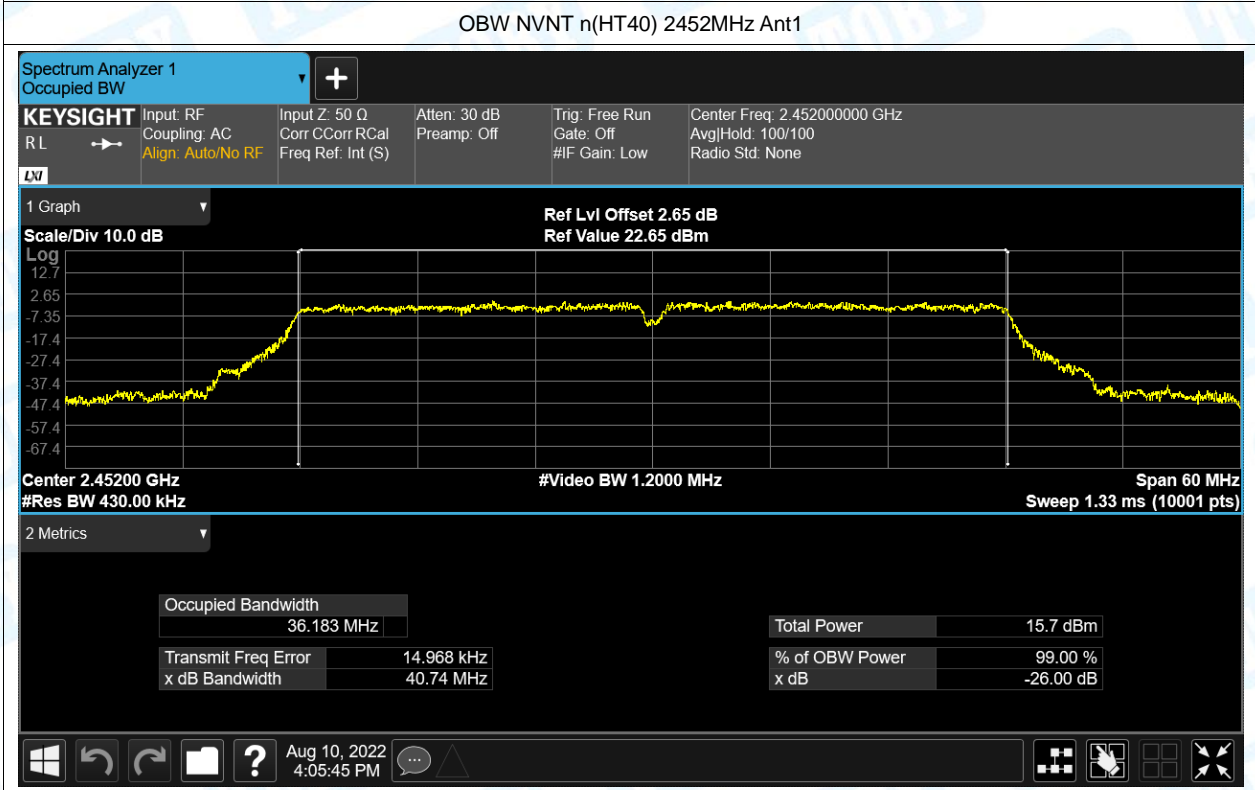 OBW NVNT n(HT40) 2452MHz Ant1
Spectrum Analyzer 1
Occupied BW
KEYSIGHT
RL
LXI
Input: RF
Coupling: AC
Align: Auto/No RF
Input Z: 50 Ω
Corr CCorr RCal
Freq Ref: Int (S)
Atten: 30 dB
Preamp: Off
Trig: Free Run
Gate: Off
#IF Gain: Low
Center Freq: 2.452000000 GHz
Avg|Hold: 100/100
Radio Std: None
1 Graph
Scale/Div 10.0 dB
Ref Lvl Offset 2.65 dB
Ref Value 22.65 dBm
Log
12.7
2.65
-7.35
-17.4
-27.4
-37.4
-47.4
-57.4
-67.4
Center 2.45200 GHz
#Video BW 1.2000 MHz
Span 60 MHz
#Res BW 430.00 kHz
Sweep 1.33 ms (10001 pts)
2 Metrics
Occupied Bandwidth
36.183 MHz
Total Power 15.7 dBm
Transmit Freq Error 14.968 kHz
% of OBW Power 99.00 %
x dB Bandwidth 40.74 MHz
x dB -26.00 dB
?
Aug 10, 2022
4:05:45 PM